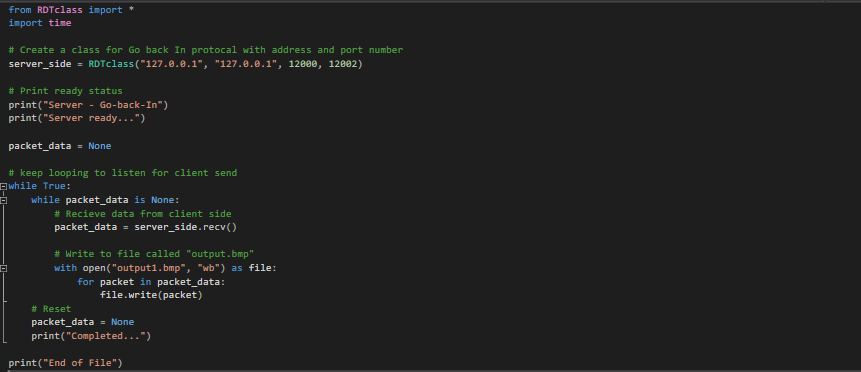 from RDTclass import *
import time
# Create a class for Go back In protocal with address and port number
server_side = RDTclass("127.0.0.1", "127.0.0.1", 12000, 12002)
# Print ready status
print("Server - Go-back-In")
print("Server ready...")
packet_data = None
# keep looping to listen for client send
while True:
    while packet_data is None:
        # Recieve data from client side
        packet_data = server_side.recv()
        # Write to file called "output.bmp"
        with open("output1.bmp", "wb") as file:
            for packet in packet_data:
                file.write(packet)
    # Reset
    packet_data = None
    print("Completed...")
print("End of File")